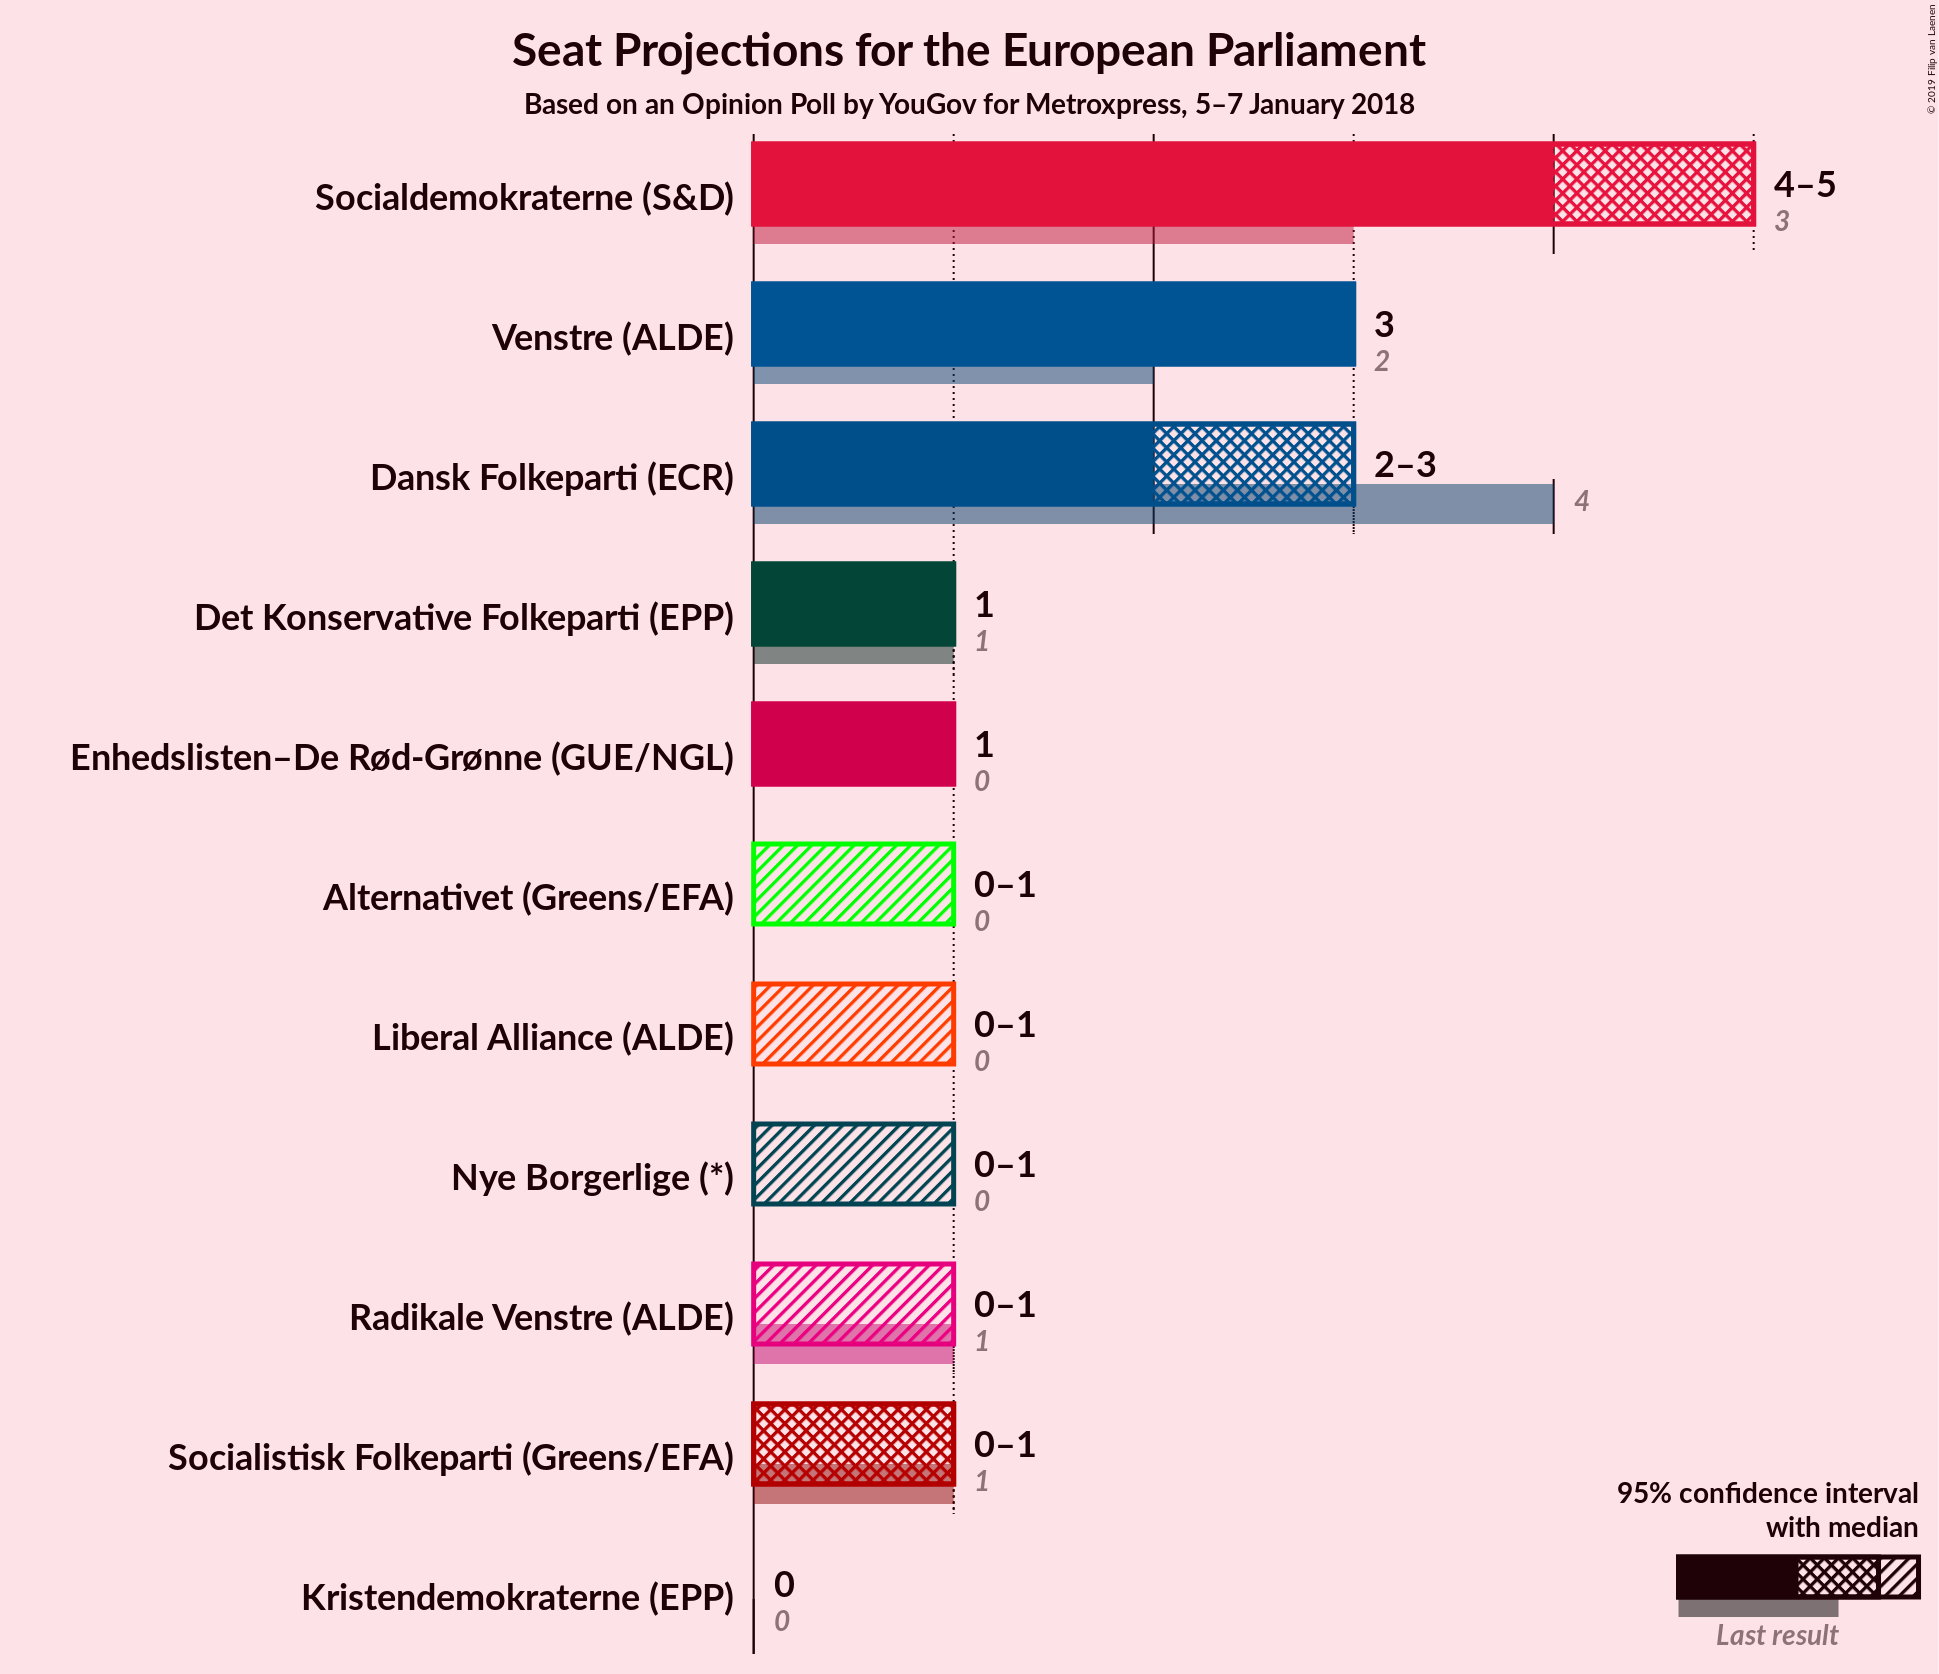 Seat Projections for the European Parliament
Based on an Opinion Poll by YouGov for Metroxpress, 5–7 January 2018
© 2019 Filip van Laenen
Socialdemokraterne (S&D)
4–5
3
Venstre (ALDE)
3
2
Dansk Folkeparti (ECR)
2–3
4
Det Konservative Folkeparti (EPP)
1
1
Enhedslisten–De Rød-Grønne (GUE/NGL)
1
0
Alternativet (Greens/EFA)
0–1
0
Liberal Alliance (ALDE)
0–1
0
Nye Borgerlige (*)
0–1
0
Radikale Venstre (ALDE)
0–1
1
Socialistisk Folkeparti (Greens/EFA)
0–1
1
Kristendemokraterne (EPP)
0
0
95% confidence interval
with median
Last result